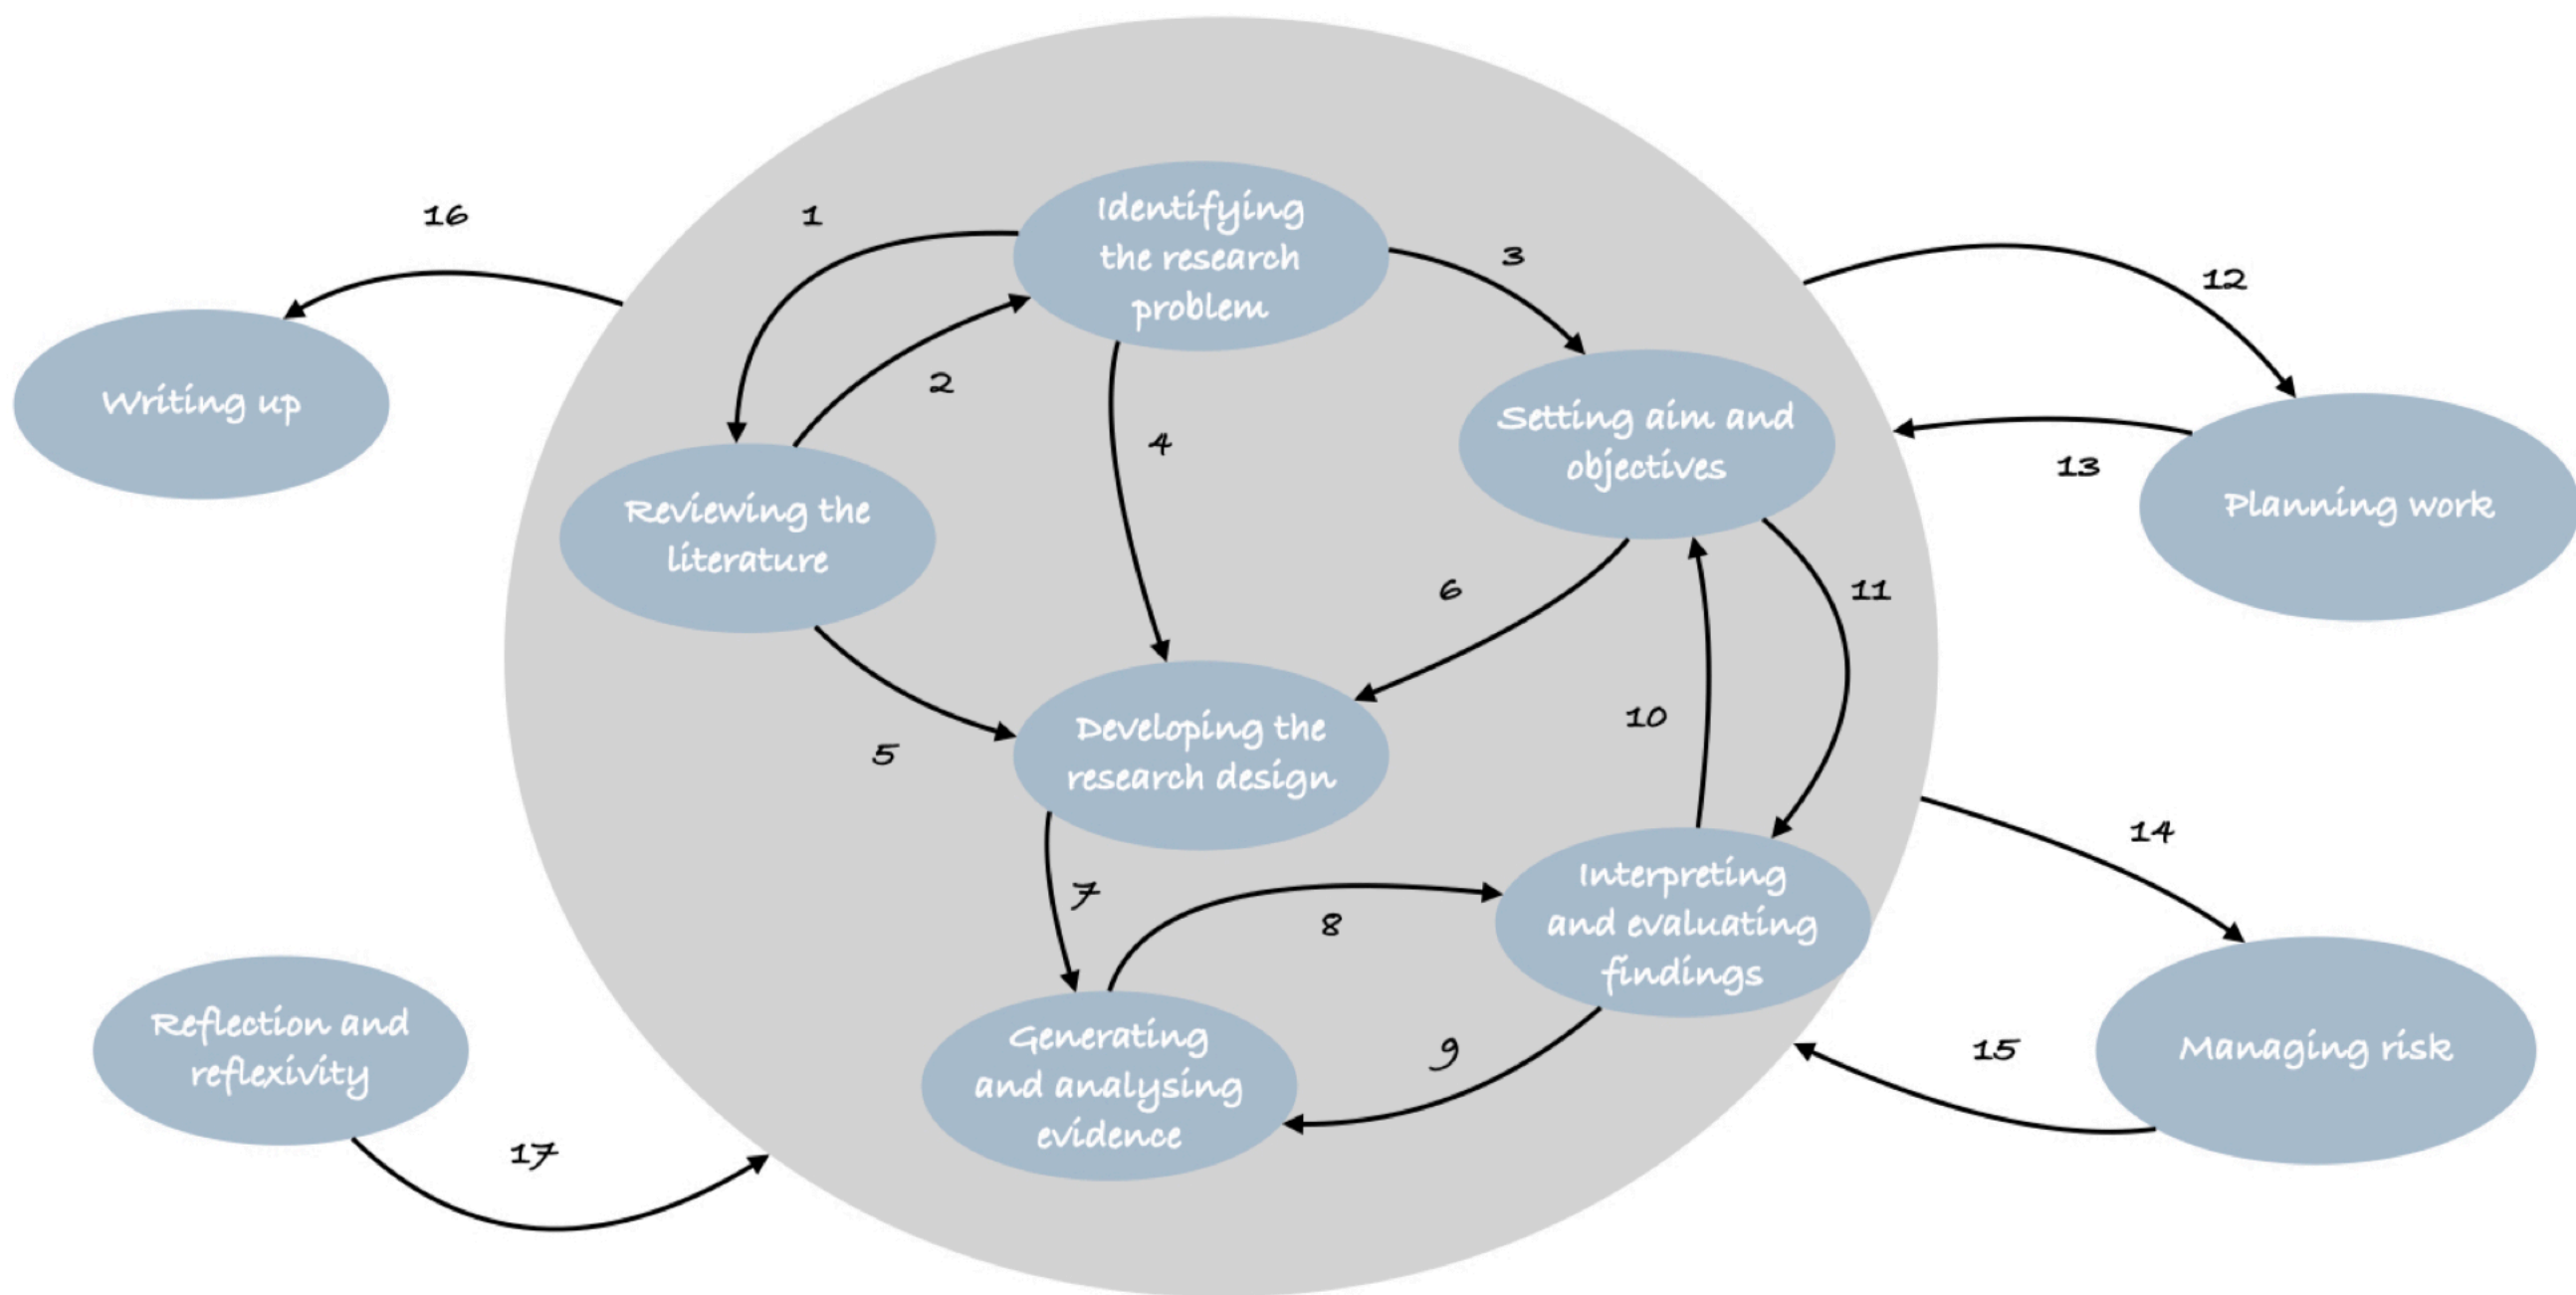 16
1
Identifying
the research
problem
3
12
2
Writing up
4
Setting aim and
objectives
13
Planning work
Reviewing the
literature
6
11
5
Developing the
research design
10
14
7
8
Interpreting
and evaluating
findings
Reflection and
reflexivity
Generating
and analysing
evidence
9
15
Managing risk
17